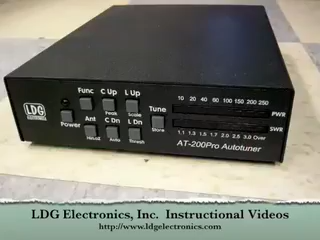 Func C Up L Up
10 20 40 60 100 150 200 250
PWR
LDG
ELECTRONICS
Peak Scale
Tune
Power
Ant C Dn L Dn
Store
SWR
1.1 1.3 1.5 1.7 2.0 2.5 3.0 Over
Auto Thresh
AT-200Pro Autotuner
LDG Electronics, Inc. Instructional Videos
http://www.ldgelectronics.com